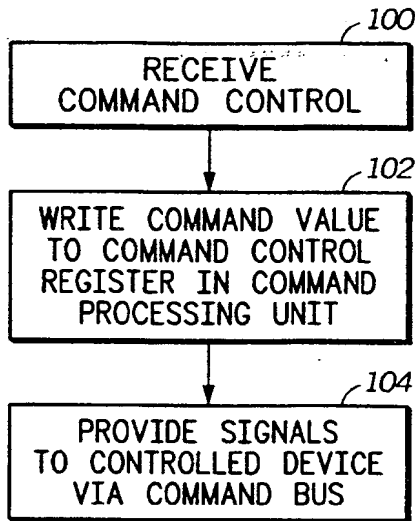 100
RECEIVE
COMMAND CONTROL
102
WRITE COMMAND VALUE
TO COMMAND CONTROL
REGISTER IN COMMAND
PROCESSING UNIT
104
PROVIDE SIGNALS
TO CONTROLLED DEVICE
VIA COMMAND BUS